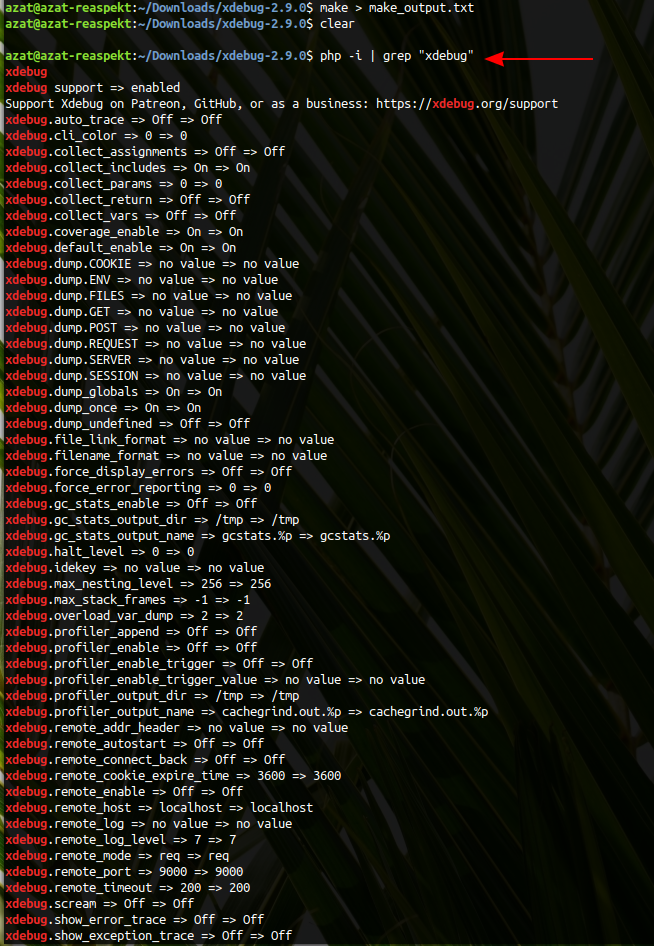 azat@azat-reaspekt:~/Downloads/xdebug-2.9.0$ make > make_output.txt
azat@azat-reaspekt:~/Downloads/xdebug-2.9.0$ clear
azat@azat-reaspekt:~/Downloads/xdebug-2.9.0$ php -i | grep "xdebug"
xdebug
xdebug support => enabled
Support Xdebug on Patreon, GitHub, or as a business: https://xdebug.org/support
xdebug.auto_trace => Off => Off
xdebug.cli_color => 0 => 0
xdebug.collect_assignments => Off => Off
xdebug.collect_includes => On => On
xdebug.collect_params => 0 => 0
xdebug.collect_return => Off => Off
xdebug.collect_vars => Off => Off
xdebug.coverage_enable => On => On
xdebug.default_enable => On => On
xdebug.dump.COOKIE => no value => no value
xdebug.dump.ENV => no value => no value
xdebug.dump.FILES => no value => no value
xdebug.dump.GET => no value => no value
xdebug.dump.POST => no value => no value
xdebug.dump.REQUEST => no value => no value
xdebug.dump.SERVER => no value => no value
xdebug.dump.SESSION => no value => no value
xdebug.dump_globals => On => On
xdebug.dump_once => On => On
xdebug.dump_undefined => Off => Off
xdebug.file_link_format => no value => no value
xdebug.filename_format => no value => no value
xdebug.force_display_errors => Off => Off
xdebug.force_error_reporting => 0 => 0
xdebug.gc_stats_enable => Off => Off
xdebug.gc_stats_output_dir => /tmp => /tmp
xdebug.gc_stats_output_name => gcstats.%p => gcstats.%p
xdebug.halt_level => 0 => 0
xdebug.idekey => no value => no value
xdebug.max_nesting_level => 256 => 256
xdebug.max_stack_frames => -1 => -1
xdebug.overload_var_dump => 2 => 2
xdebug.profiler_append => Off => Off
xdebug.profiler_enable => Off => Off
xdebug.profiler_enable_trigger => Off => Off
xdebug.profiler_enable_trigger_value => no value => no value
xdebug.profiler_output_dir => /tmp => /tmp
xdebug.profiler_output_name => cachegrind.out.%p => cachegrind.out.%p
xdebug.remote_addr_header => no value => no value
xdebug.remote_autostart => Off => Off
xdebug.remote_connect_back => Off => Off
xdebug.remote_cookie_expire_time => 3600 => 3600
xdebug.remote_enable => Off => Off
xdebug.remote_host => localhost => localhost
xdebug.remote_log => no value => no value
xdebug.remote_log_level => 7 => 7
xdebug.remote_mode => req => req
xdebug.remote_port => 9000 => 9000
xdebug.remote_timeout => 200 => 200
xdebug.scream => Off => Off
xdebug.show_error_trace => Off => Off
xdebug.show_exception_trace => Off => Off